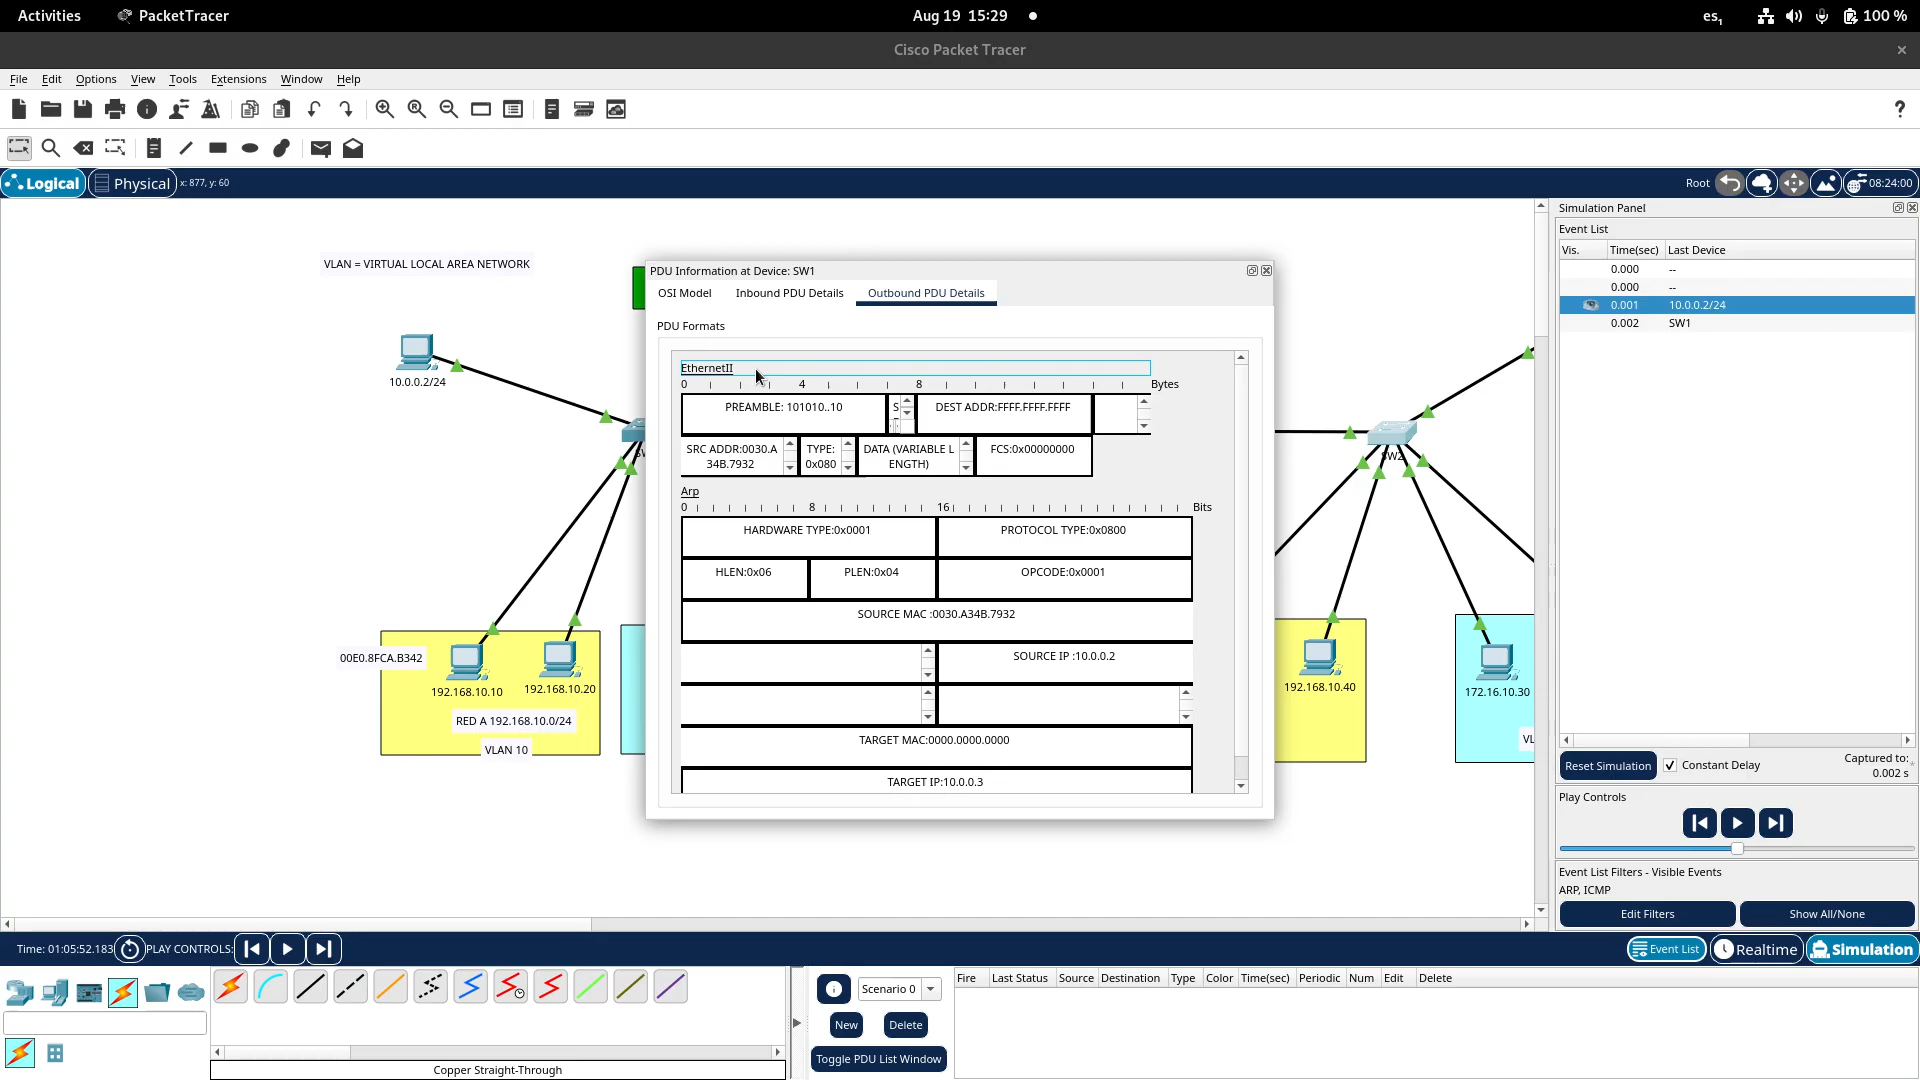 Activities
PacketTracer
Aug 19 15:29
es₁
100 %
Cisco Packet Tracer
File Edit Options View Tools Extensions Window Help
Logical
Physical
x: 877, y: 60
Root
08:24:00
VLAN = VIRTUAL LOCAL AREA NETWORK
10.0.0.2/24
00E0.8FCA.B342
192.168.10.10
192.168.10.20
RED A 192.168.10.0/24
VLAN 10
PDU Information at Device: SW1
OSI Model
Inbound PDU Details
Outbound PDU Details
PDU Formats
EthernetII
0 4 8 Bytes
PREAMBLE: 101010..10
S
DEST ADDR:FFFF.FFFF.FFFF
SRC ADDR:0030.A
34B.7932
TYPE:
0x080
DATA (VARIABLE L
ENGTH)
FCS:0x00000000
Arp
0 8 16 Bits
HARDWARE TYPE:0x0001
PROTOCOL TYPE:0x0800
HLEN:0x06
PLEN:0x04
OPCODE:0x0001
SOURCE MAC :0030.A34B.7932
SOURCE IP :10.0.0.2
TARGET MAC:0000.0000.0000
TARGET IP:10.0.0.3
SW2
192.168.10.40
172.16.10.30
VL
Simulation Panel
Event List
Vis. Time(sec) Last Device
0.000 --
0.000 --
0.001 10.0.0.2/24
0.002 SW1
Reset Simulation
Constant Delay
Captured to:
0.002 s
Play Controls
Event List Filters - Visible Events
ARP, ICMP
Edit Filters
Show All/None
Time: 01:05:52.183
PLAY CONTROLS:
Event List
Realtime
Simulation
Scenario 0
New
Delete
Toggle PDU List Window
Fire Last Status Source Destination Type Color Time(sec) Periodic Num Edit Delete
Copper Straight-Through